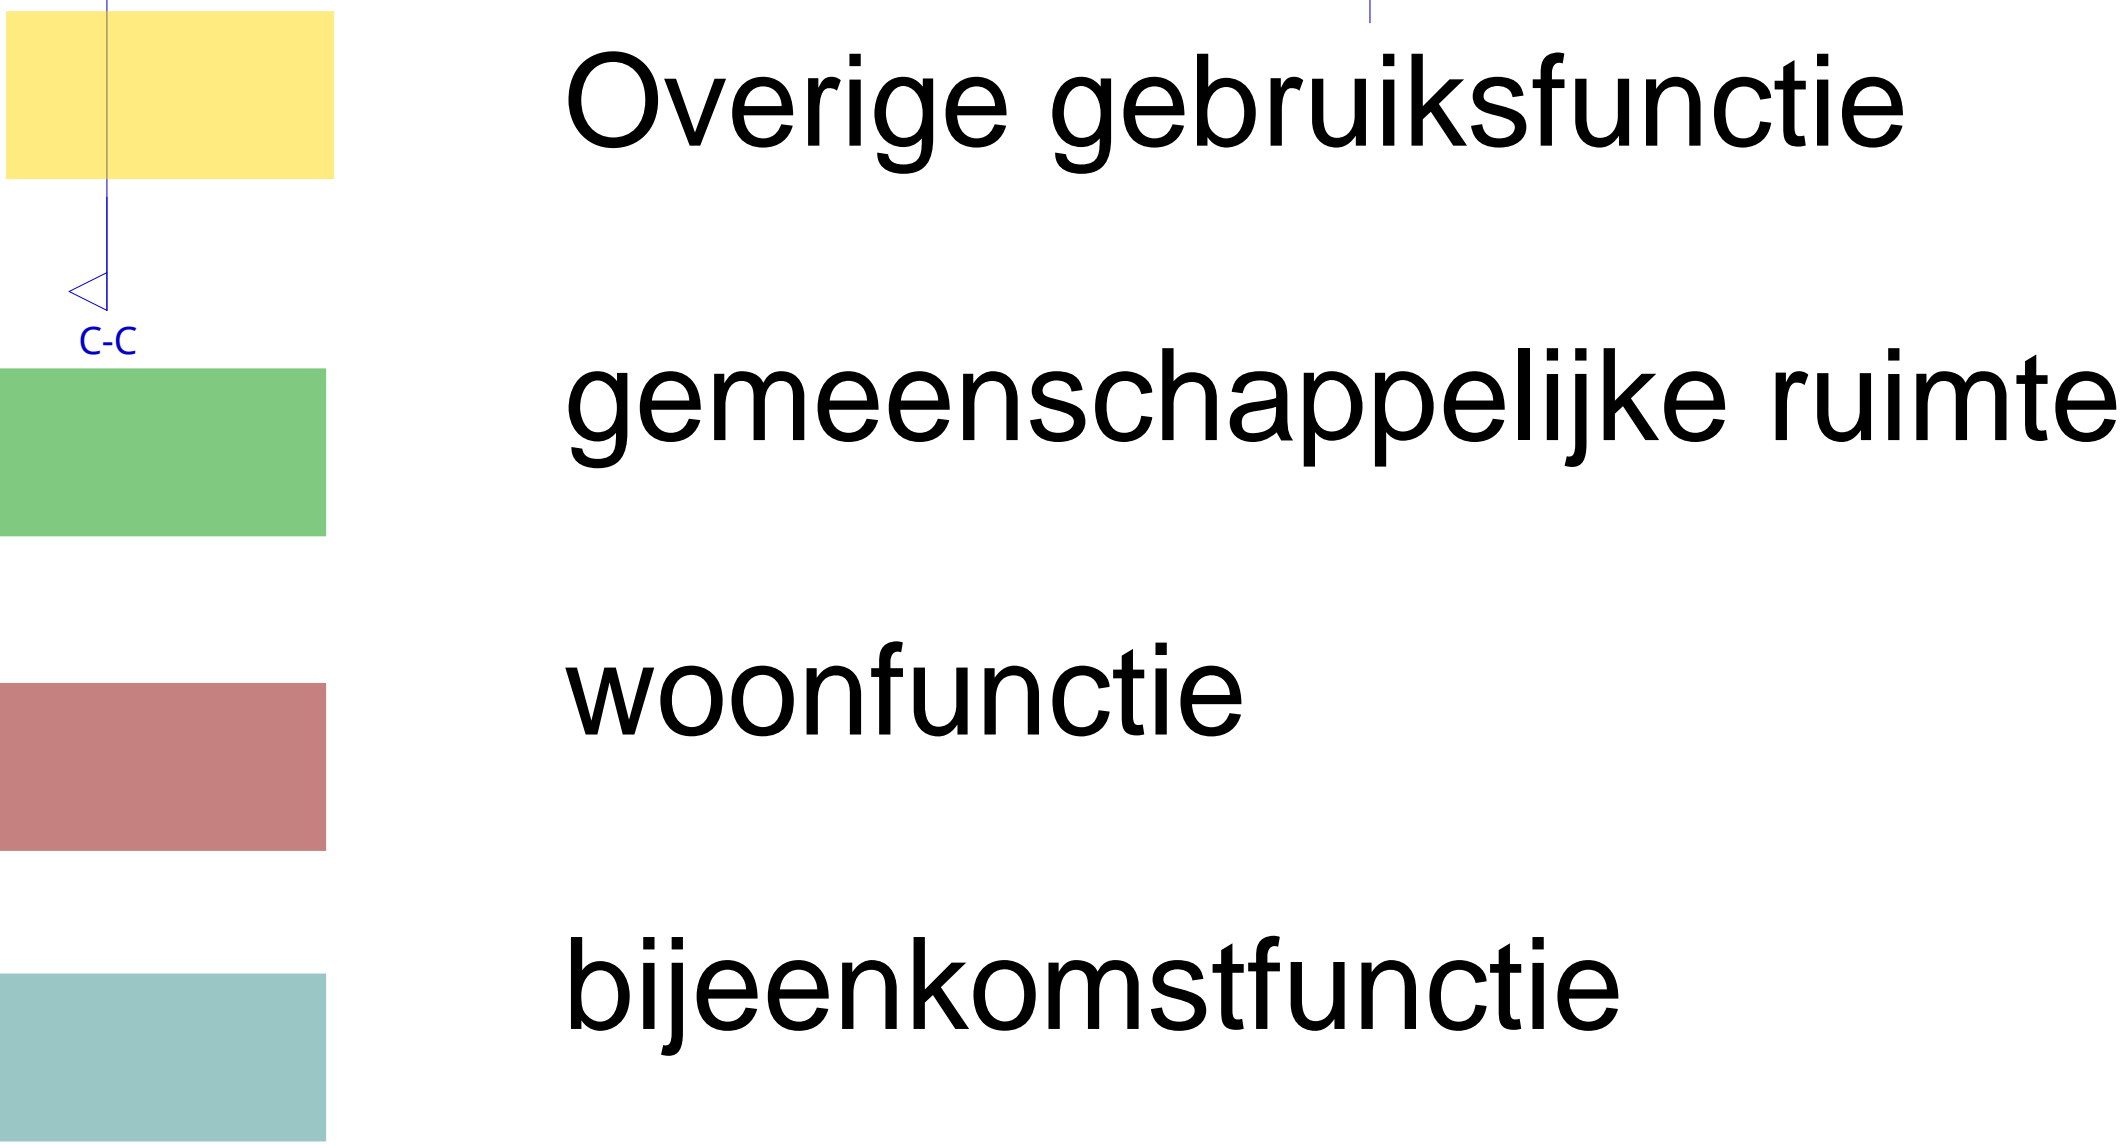 Overige gebruiksfunctie
C-C
gemeenschappelijke ruimte
woonfunctie
bijeenkomstfunctie